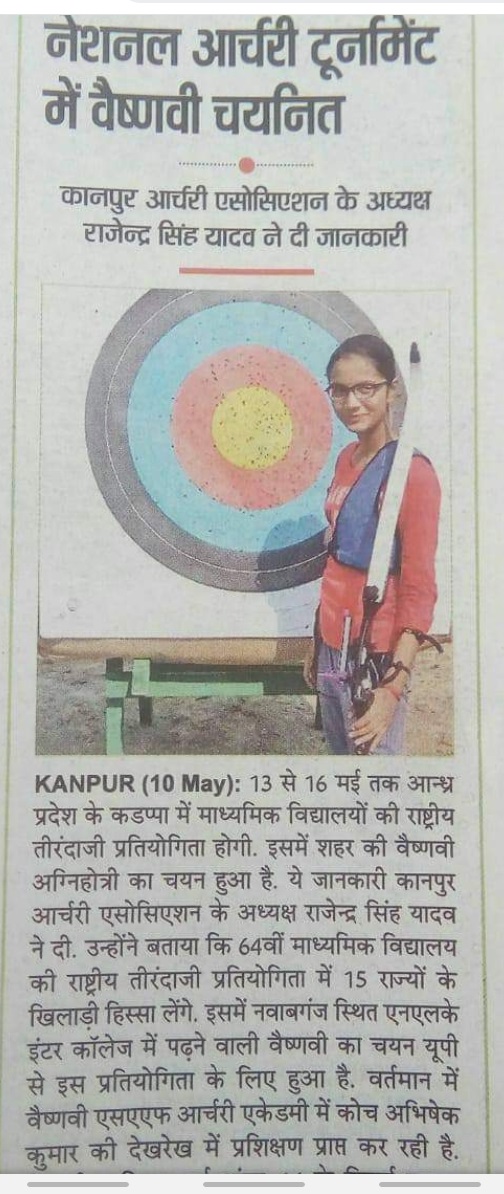 नेशनल आर्चरी टूर्नामेंट
में वैष्णवी चयनित
कानपुर आर्चरी एसोसिएशन के अध्यक्ष
राजेन्द्र सिंह यादव ने दी जानकारी
KANPUR (10 May): 13 से 16 मई तक आन्ध्र
प्रदेश के कडप्पा में माध्यमिक विद्यालयों की राष्ट्रीय
तीरंदाजी प्रतियोगिता होगी. इसमें शहर की वैष्णवी
अग्निहोत्री का चयन हुआ है. ये जानकारी कानपुर
आर्चरी एसोसिएशन के अध्यक्ष राजेन्द्र सिंह यादव
ने दी. उन्होंने बताया कि 64वीं माध्यमिक विद्यालय
की राष्ट्रीय तीरंदाजी प्रतियोगिता में 15 राज्यों के
खिलाड़ी हिस्सा लेंगे. इसमें नवाबगंज स्थित एनएलके
इंटर कॉलेज में पढ़ने वाली वैष्णवी का चयन यूपी
से इस प्रतियोगिता के लिए हुआ है. वर्तमान में
वैष्णवी एसएएफ आर्चरी एकेडमी में कोच अभिषेक
कुमार की देखरेख में प्रशिक्षण प्राप्त कर रही है.